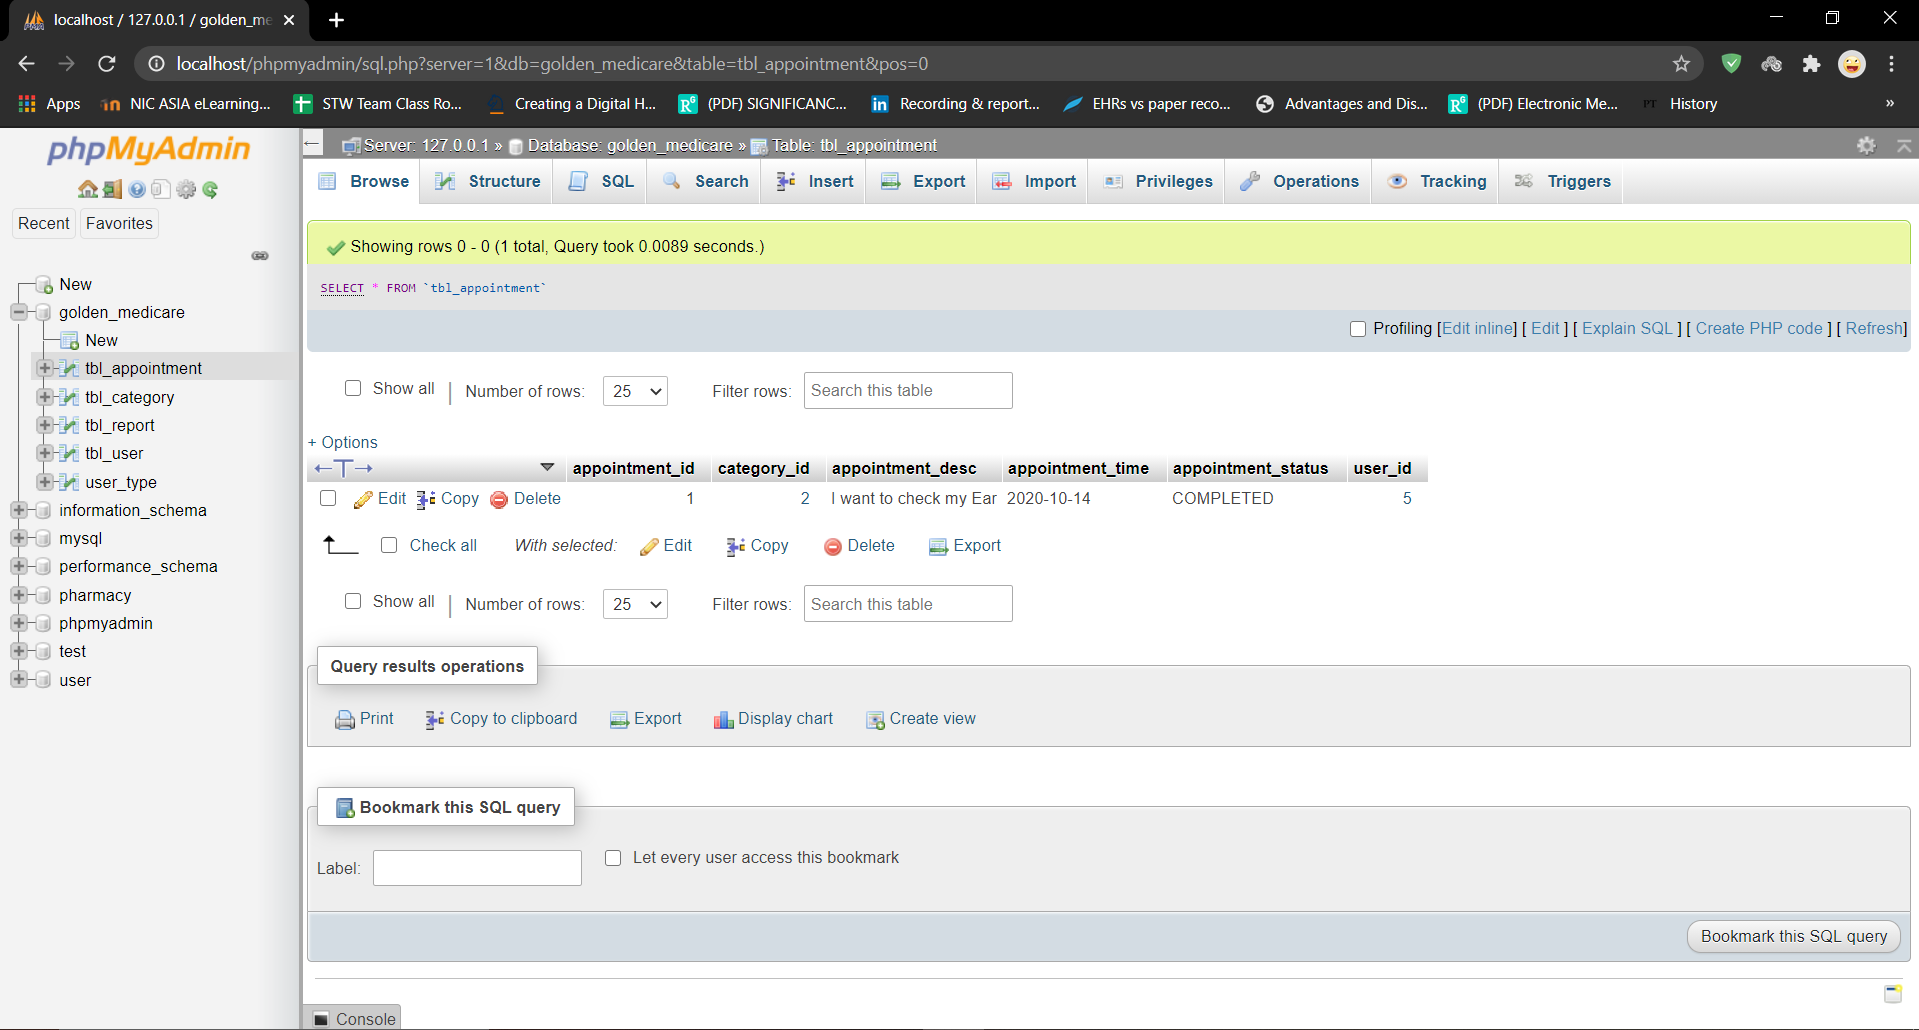 localhost / 127.0.0.1 / golden_me
localhost/phpmyadmin/sql.php?server=1&db=golden_medicare&table=tbl_appointment&pos=0
Apps NIC ASIA eLearning... STW Team Class Ro... Creating a Digital H... (PDF) SIGNIFICANC... Recording & report... EHRs vs paper reco... Advantages and Dis... (PDF) Electronic Me... PT History »
phpMyAdmin
Recent Favorites
New
golden_medicare
New
tbl_appointment
tbl_category
tbl_report
tbl_user
user_type
information_schema
mysql
performance_schema
pharmacy
phpmyadmin
test
user
Server: 127.0.0.1 » Database: golden_medicare » Table: tbl_appointment
Browse Structure SQL Search Insert Export Import Privileges Operations Tracking Triggers
Showing rows 0 - 0 (1 total, Query took 0.0089 seconds.)
SELECT * FROM `tbl_appointment`
Profiling [Edit inline] [ Edit ] [ Explain SQL ] [ Create PHP code ] [ Refresh]
Show all | Number of rows: 25 Filter rows: Search this table
+ Options
appointment_id category_id appointment_desc appointment_time appointment_status user_id
Edit Copy Delete 1 2 I want to check my Ear 2020-10-14 COMPLETED 5
Check all With selected: Edit Copy Delete Export
Show all | Number of rows: 25 Filter rows: Search this table
Query results operations
Print Copy to clipboard Export Display chart Create view
Bookmark this SQL query
Label: Let every user access this bookmark
Bookmark this SQL query
Console